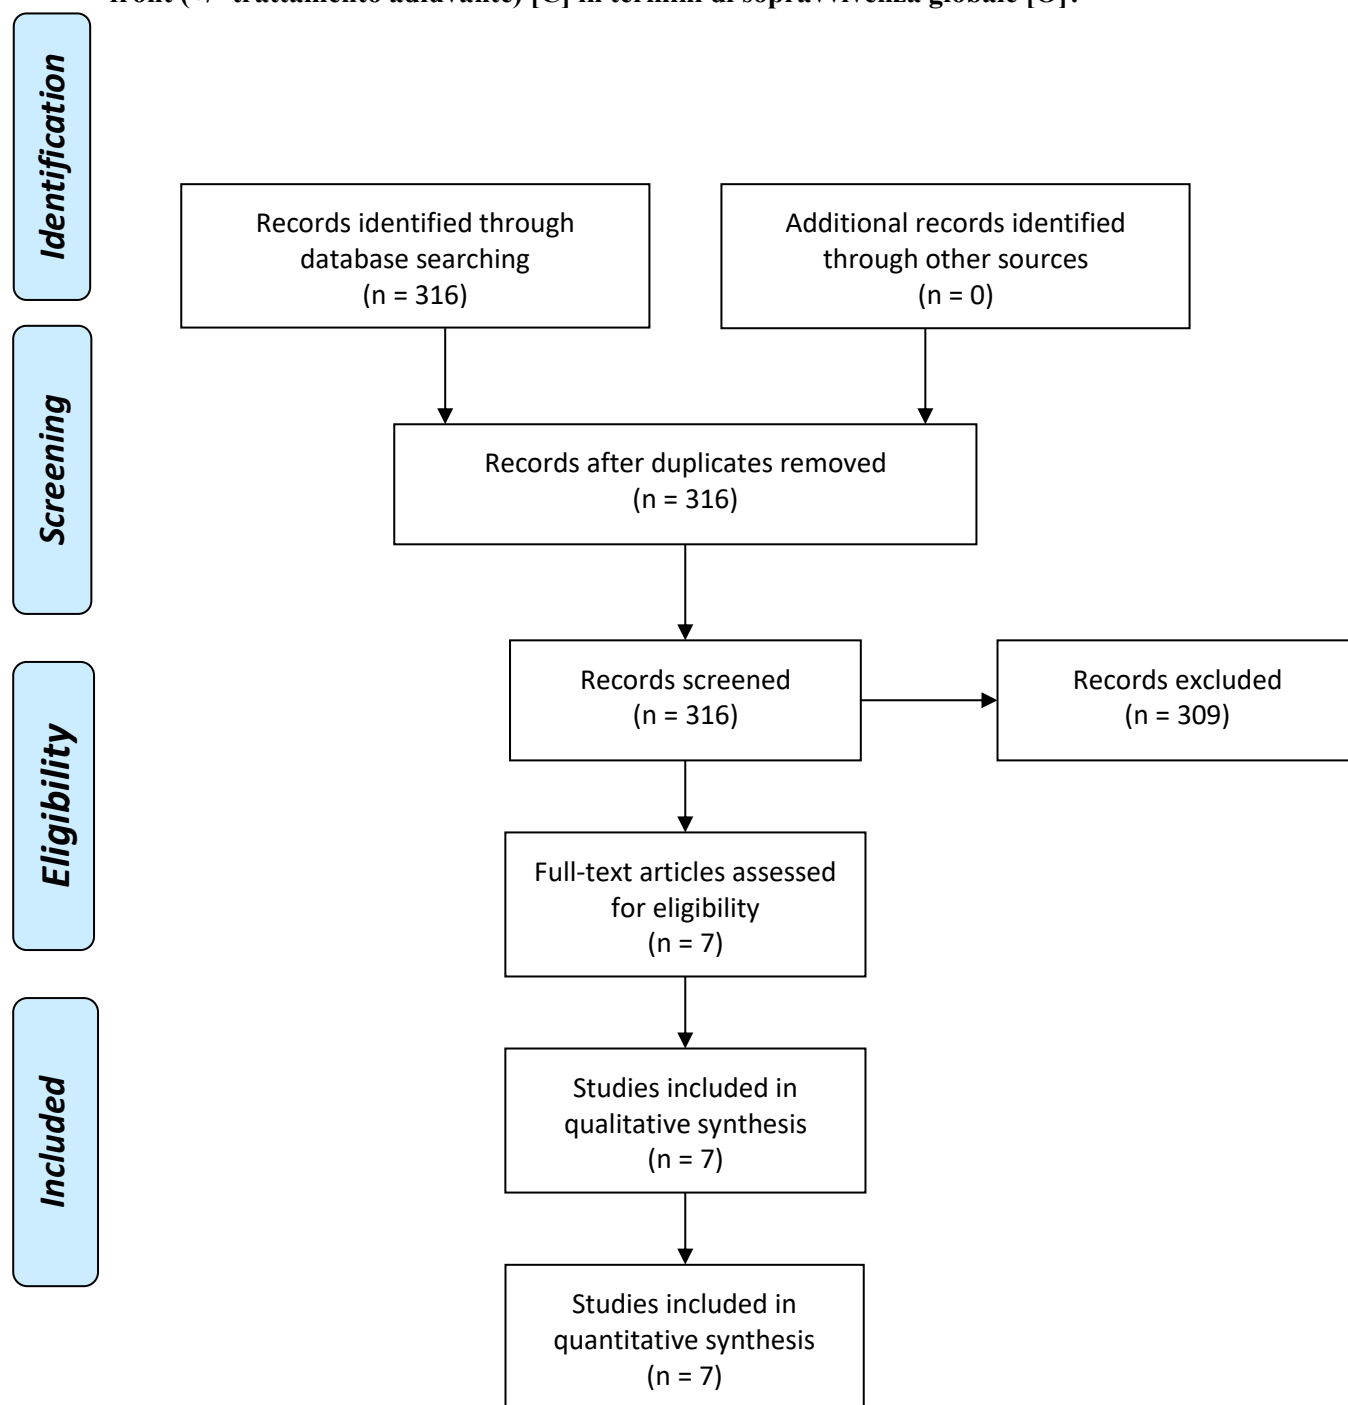 front (+/- trattamento adiuvante) [C] in termini di sopravvivenza globale [O]?
Identification
Records identified through
database searching
(n = 316)
Additional records identified
through other sources
(n = 0)
Screening
Records after duplicates removed
(n = 316)
Records screened
(n = 316)
Records excluded
(n = 309)
Eligibility
Full-text articles assessed
for eligibility
(n = 7)
Included
Studies included in
qualitative synthesis
(n = 7)
Studies included in
quantitative synthesis
(n = 7)